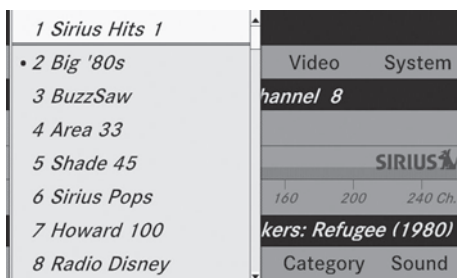 1 Sirius Hits 1
• 2 Big '80s
3 BuzzSaw
4 Area 33
5 Shade 45
6 Sirius Pops
7 Howard 100
8 Radio Disney
Video System
hannel 8
SIRIUS
160 200 240 Ch.
kers: Refugee (1980)
Category Sound